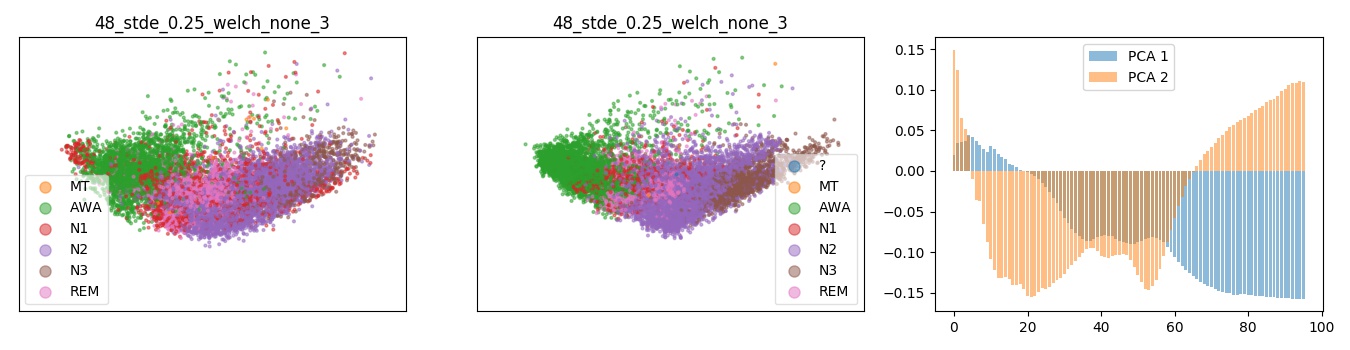 48_stde_0.25_welch_none_3
MT
AWA
N1
N2
N3
REM
48_stde_0.25_welch_none_3
?
MT
AWA
N1
N2
N3
REM
PCA 1
PCA 2
0.15
0.10
0.05
0.00
−0.05
−0.10
−0.15
0 20 40 60 80 100